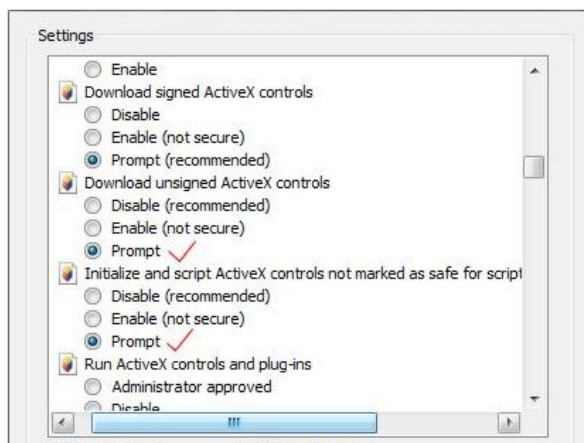 Settings
Enable
Download signed ActiveX controls
Disable
Enable (not secure)
Prompt (recommended)
Download unsigned ActiveX controls
Disable (recommended)
Enable (not secure)
Prompt
Initialize and script ActiveX controls not marked as safe for script
Disable (recommended)
Enable (not secure)
Prompt
Run ActiveX controls and plug-ins
Administrator approved
Disable